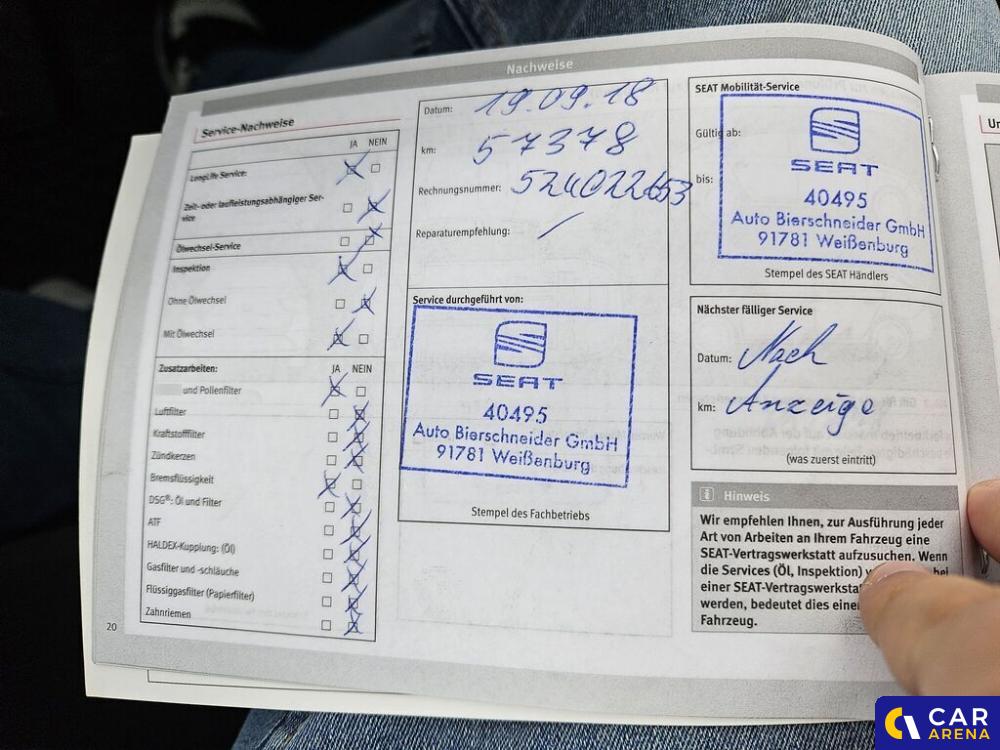 Nachweise
Service-Nachweise
JA NEIN
LongLife Service:
Zeit- oder laufleistungsabhängiger Ser-
vice
Ölwechsel-Service
Inspektion
Ohne Ölwechsel
Mit Ölwechsel
Zusatzarbeiten: JA NEIN
und Pollenfilter
Luftfilter
Kraftstofffilter
Zündkerzen
Bremsflüssigkeit
DSG®: Öl und Filter
ATF
HALDEX-Kupplung: (Öl)
Gasfilter und -schläuche
Flüssiggasfilter (Papierfilter)
Zahnriemen
20
Datum: 19.09.18
km: 57378
Rechnungsnummer: 524022653
Reparaturempfehlung: /
Service durchgeführt von:
SEAT
40495
Auto Bierschneider GmbH
91781 Weißenburg
Stempel des Fachbetriebs
SEAT Mobilität-Service
Gültig ab:
bis:
SEAT
40495
Auto Bierschneider GmbH
91781 Weißenburg
Stempel des SEAT Händlers
Nächster fälliger Service
Datum: Nach
km: Anzeige
(was zuerst eintritt)
i Hinweis
Wir empfehlen Ihnen, zur Ausführung jeder
Art von Arbeiten an Ihrem Fahrzeug eine
SEAT-Vertragswerkstatt aufzusuchen. Wenn
die Services (Öl, Inspektion) bei
einer SEAT-Vertragswerkstat
werden, bedeutet dies eine
Fahrzeug.
CAR
ARENA